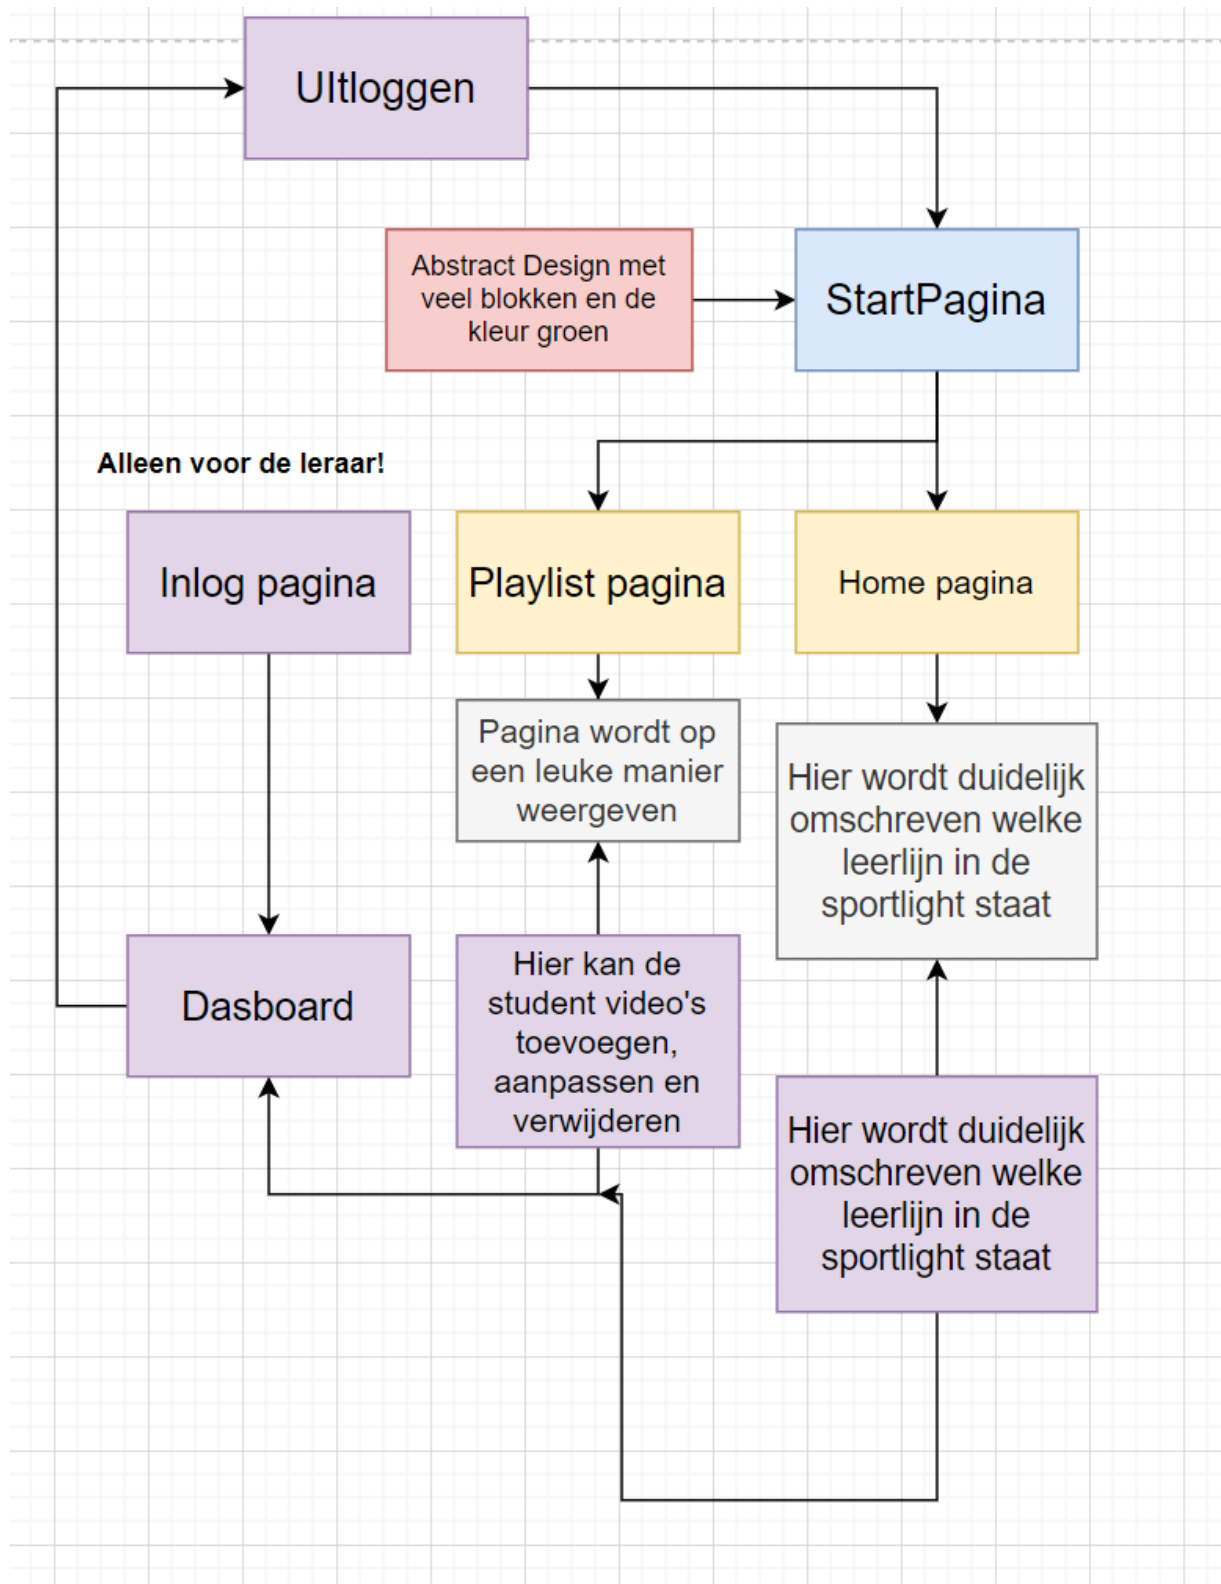 UItloggen
Abstract Design met
veel blokken en de
kleur groen
StartPagina
Alleen voor de leraar!
Inlog pagina
Playlist pagina
Home pagina
Pagina wordt op
een leuke manier
weergeven
Hier wordt duidelijk
omschreven welke
leerlijn in de
sportlight staat
Dasboard
Hier kan de
student video's
toevoegen,
aanpassen en
verwijderen
Hier wordt duidelijk
omschreven welke
leerlijn in de
sportlight staat